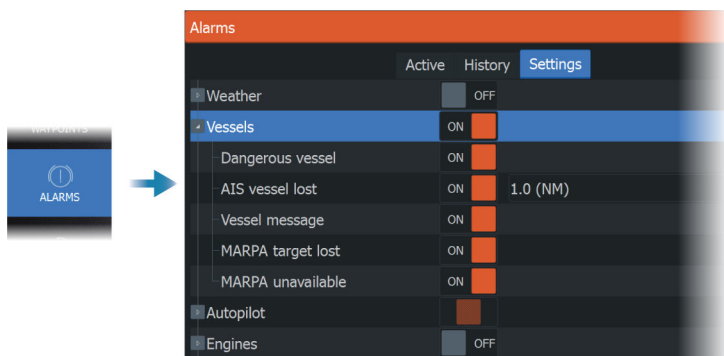 Alarms
Active History Settings
Weather OFF
Vessels ON
Dangerous vessel ON
WAYPOINTS
AIS vessel lost ON 1.0 (NM)
ALARMS
Vessel message ON
MARPA target lost ON
MARPA unavailable ON
Autopilot
Engines OFF